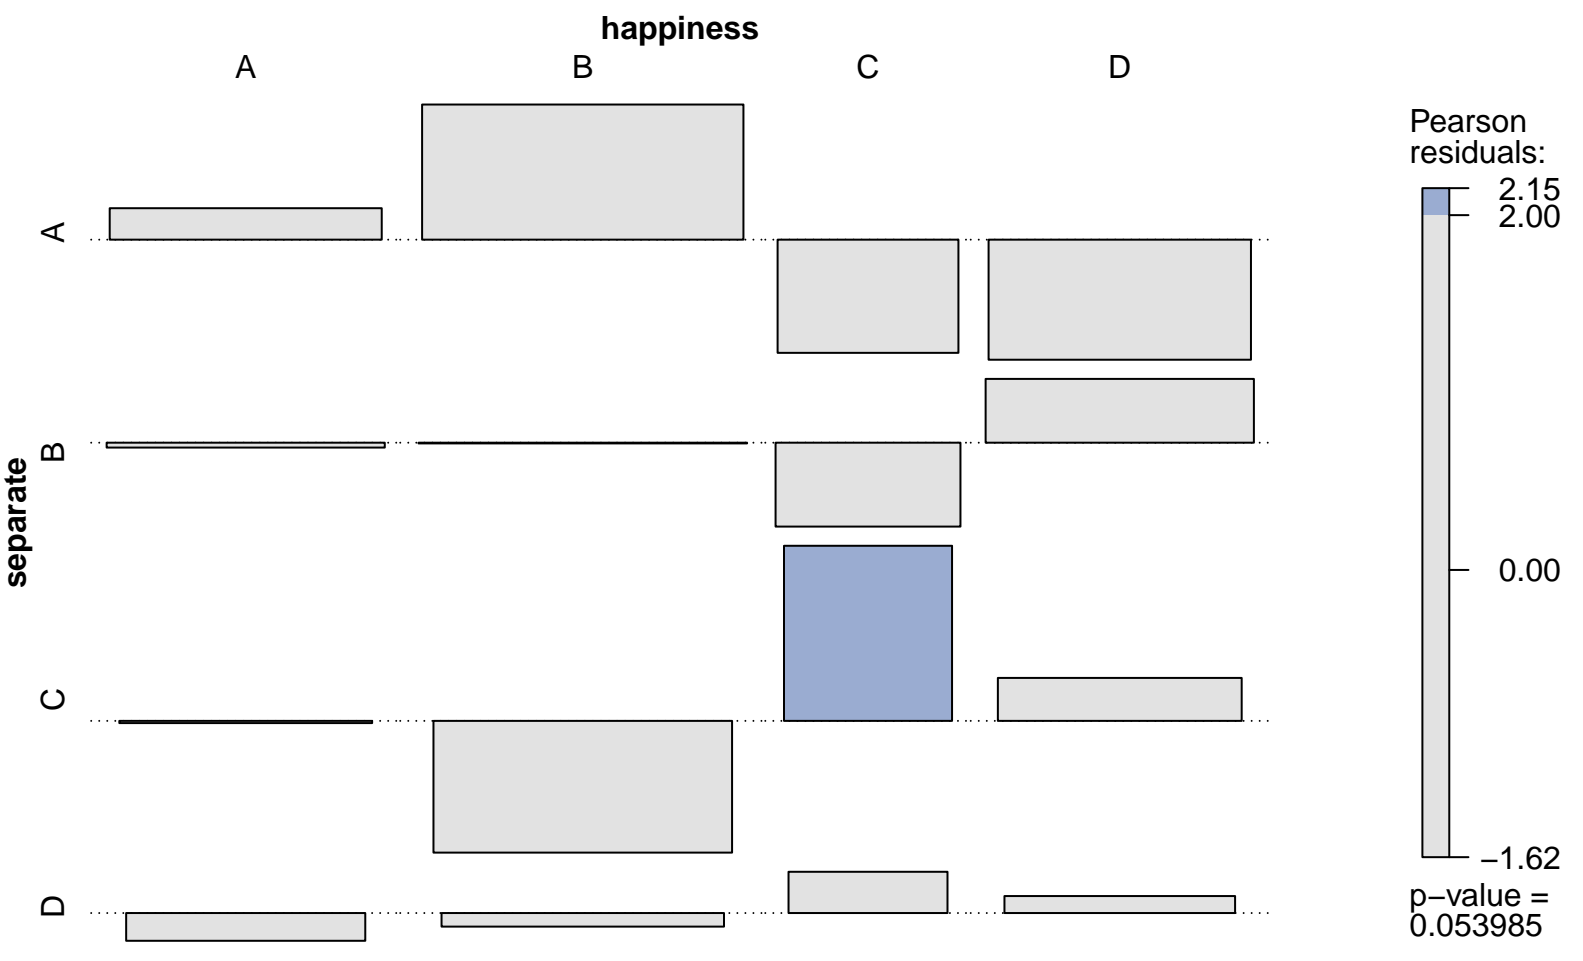 happiness
A B C D
Pearson
residuals:
2.15
2.00
0.00
−1.62
p−value =
0.053985
separate
A
B
C
D